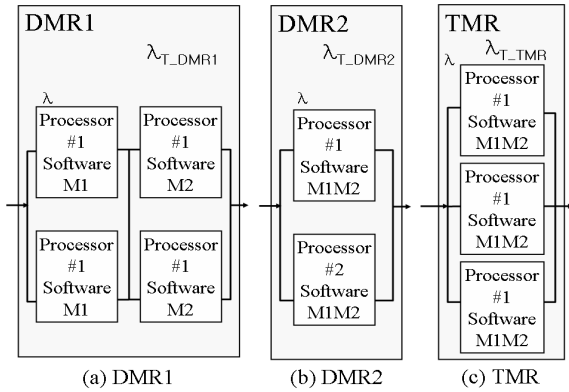 DMR1
λT_DMR1
λ
Processor
#1
Software
M1
Processor
#1
Software
M2
Processor
#1
Software
M1
Processor
#1
Software
M2
(a) DMR1
DMR2
λT_DMR2
λ
Processor
#1
Software
M1M2
Processor
#2
Software
M1M2
(b) DMR2
TMR
λT_TMR
λ
Processor
#1
Software
M1M2
Processor
#1
Software
M1M2
Processor
#1
Software
M1M2
(c) TMR